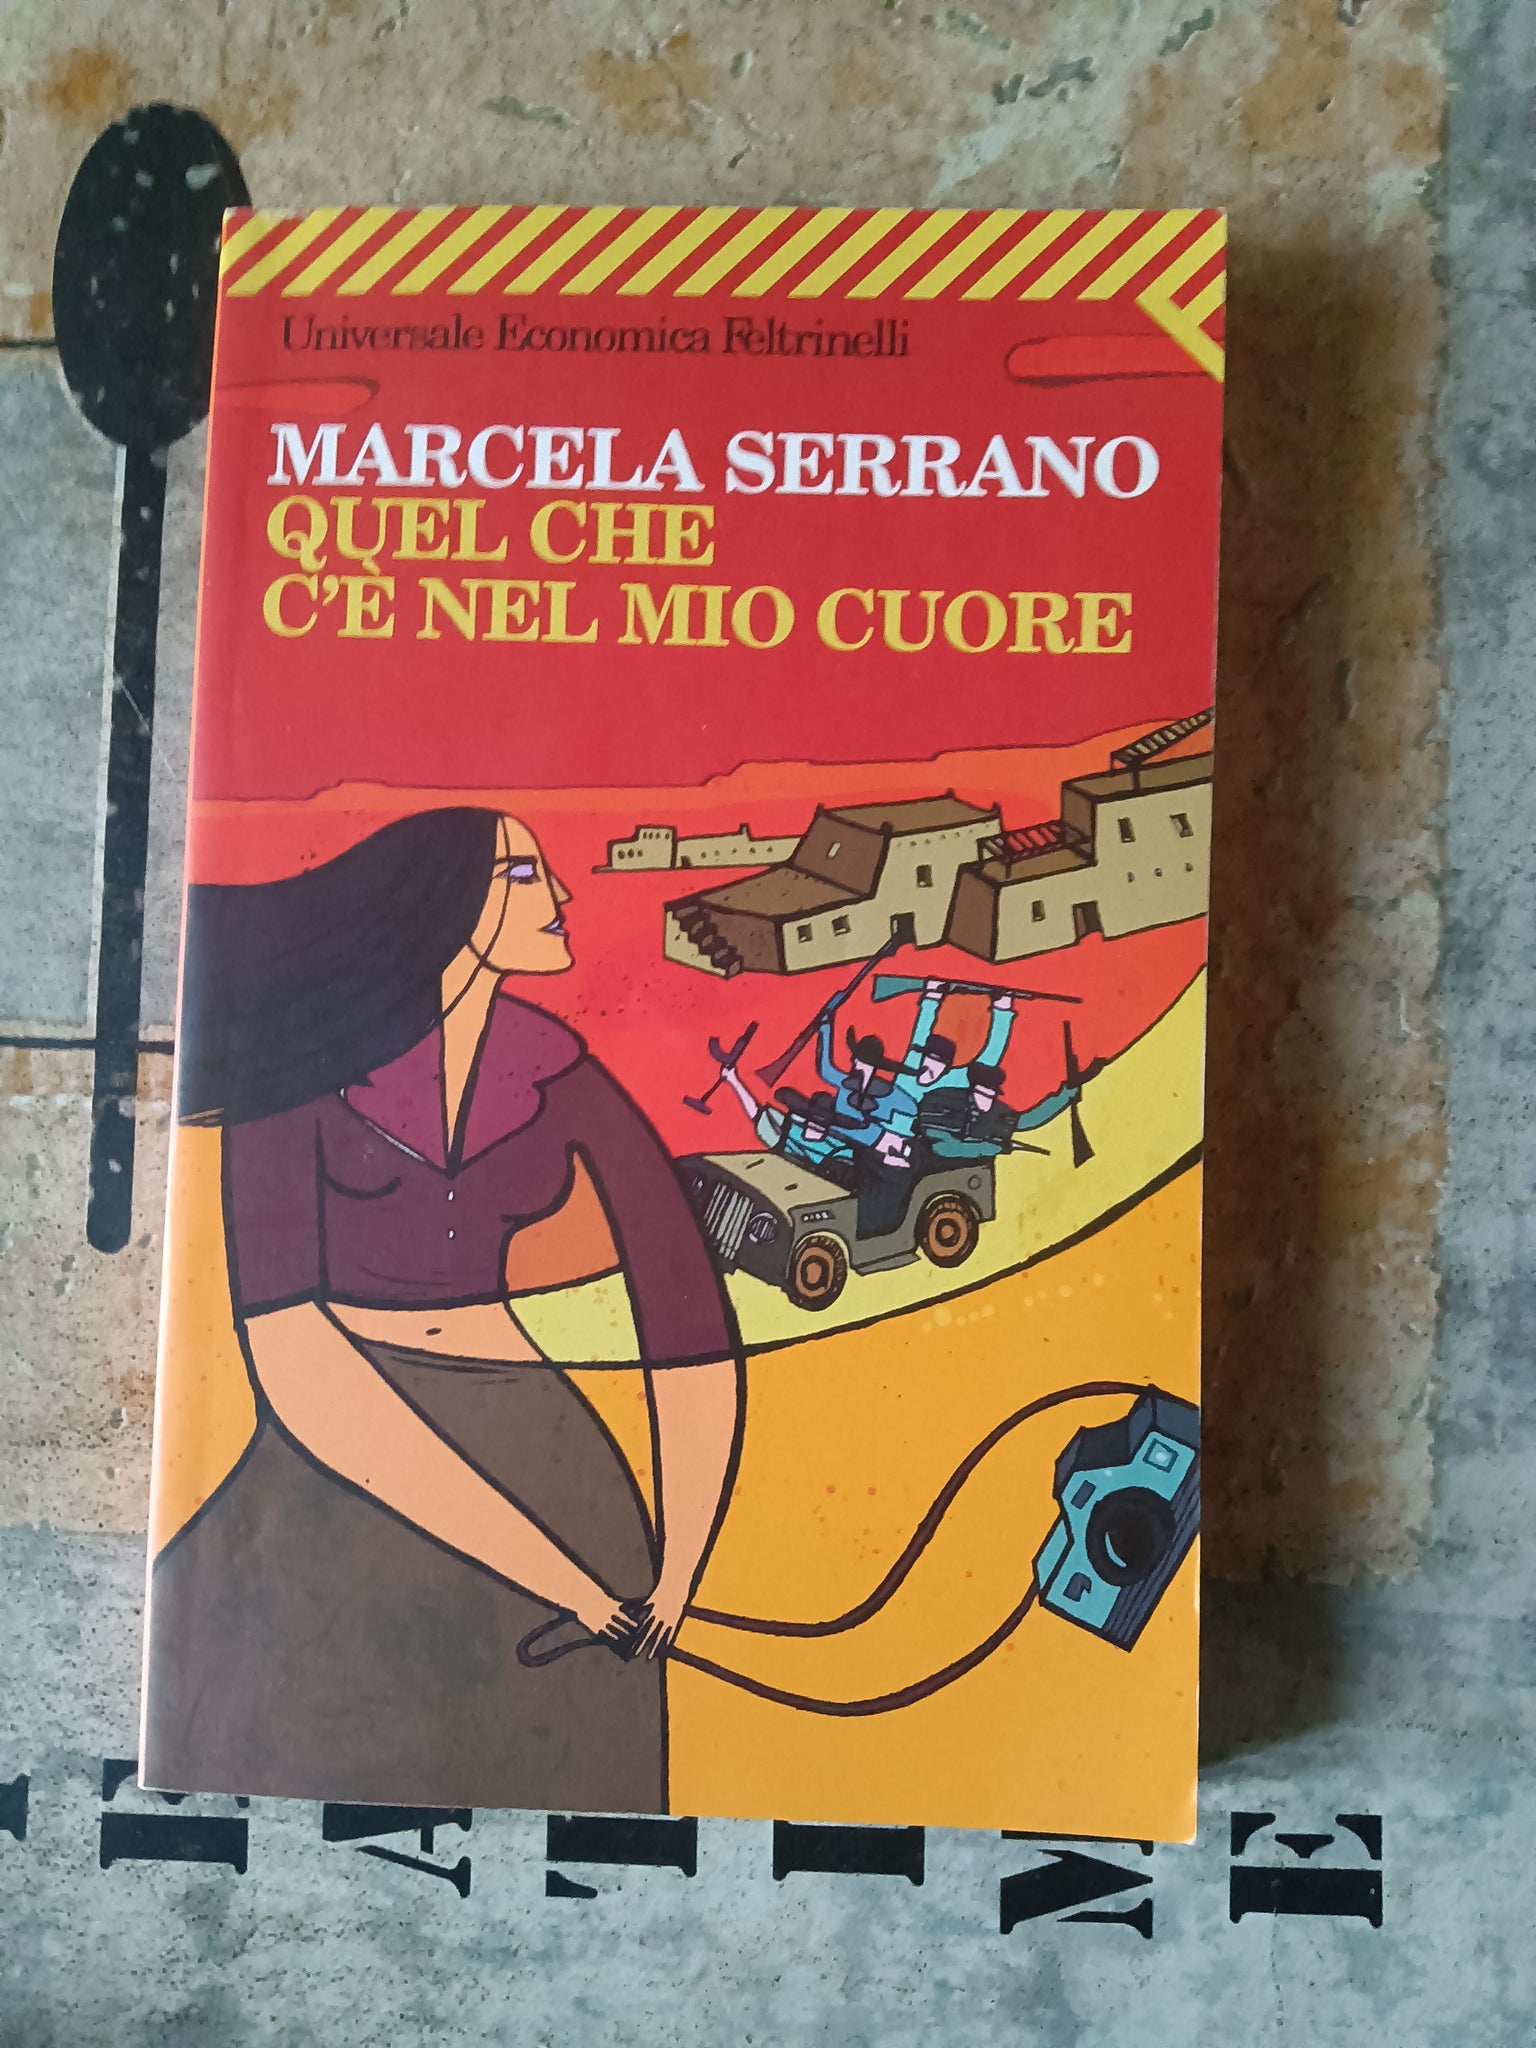 Universale Economica Feltrinelli
MARCELA SERRANO
QUEL CHE
C'È NEL MIO CUORE